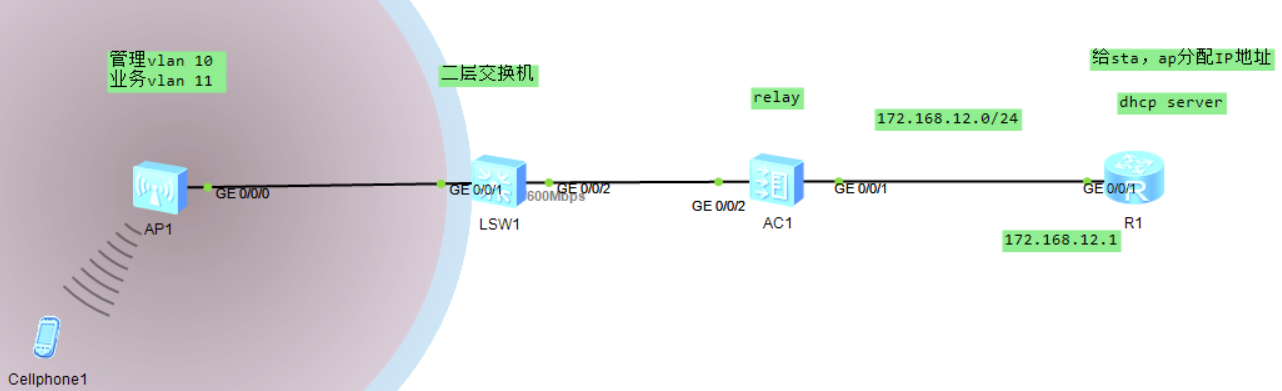 管理vlan 10
业务vlan 11
二层交换机
relay
172.168.12.0/24
给sta，ap分配IP地址
dhcp server
GE 0/0/0
GE 0/0/1
GE 0/0/2
600Mbps
GE 0/0/2
GE 0/0/1
GE 0/0/1
AP1
LSW1
AC1
R1
172.168.12.1
Cellphone1